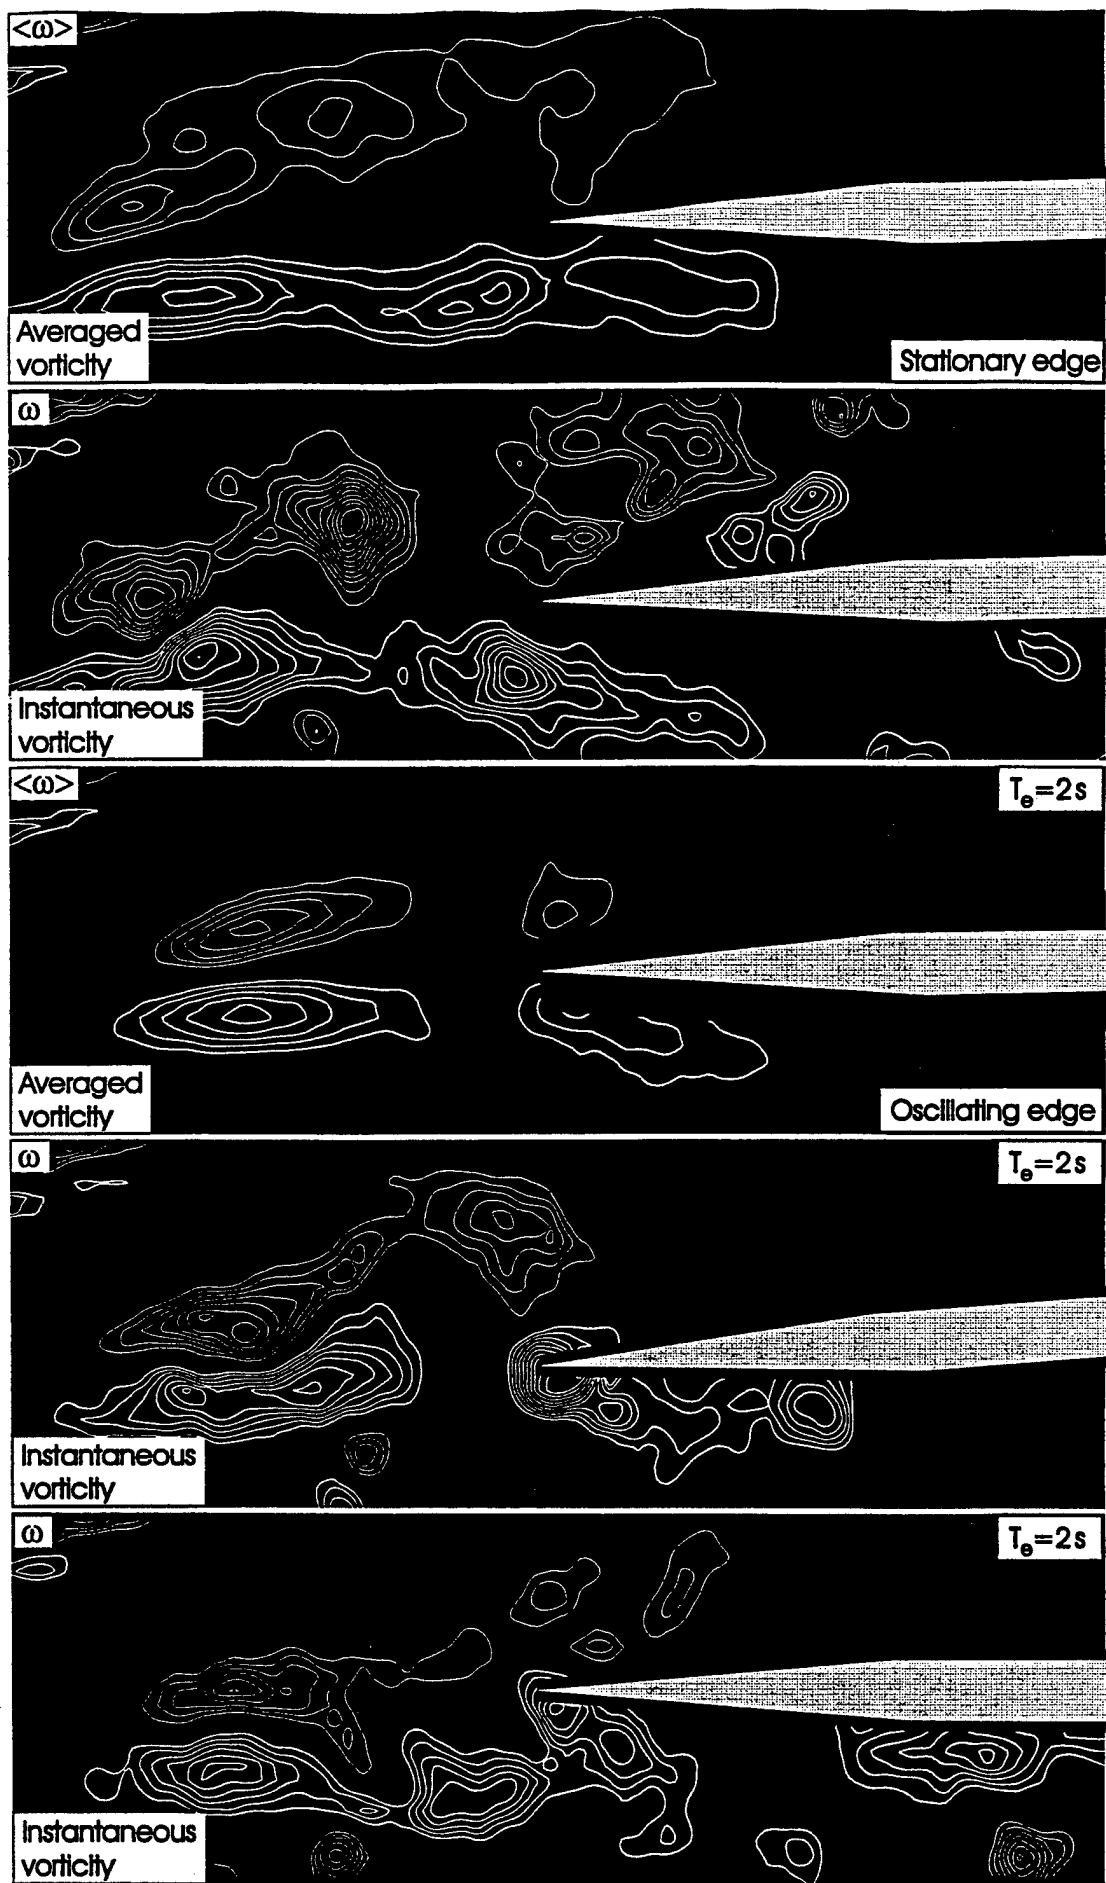 <ω>
Averaged
vorticity
Stationary edge
ω
Instantaneous
vorticity
<ω>
Tₑ=2s
Averaged
vorticity
Oscillating edge
ω
Tₑ=2s
Instantaneous
vorticity
ω
Tₑ=2s
Instantaneous
vorticity